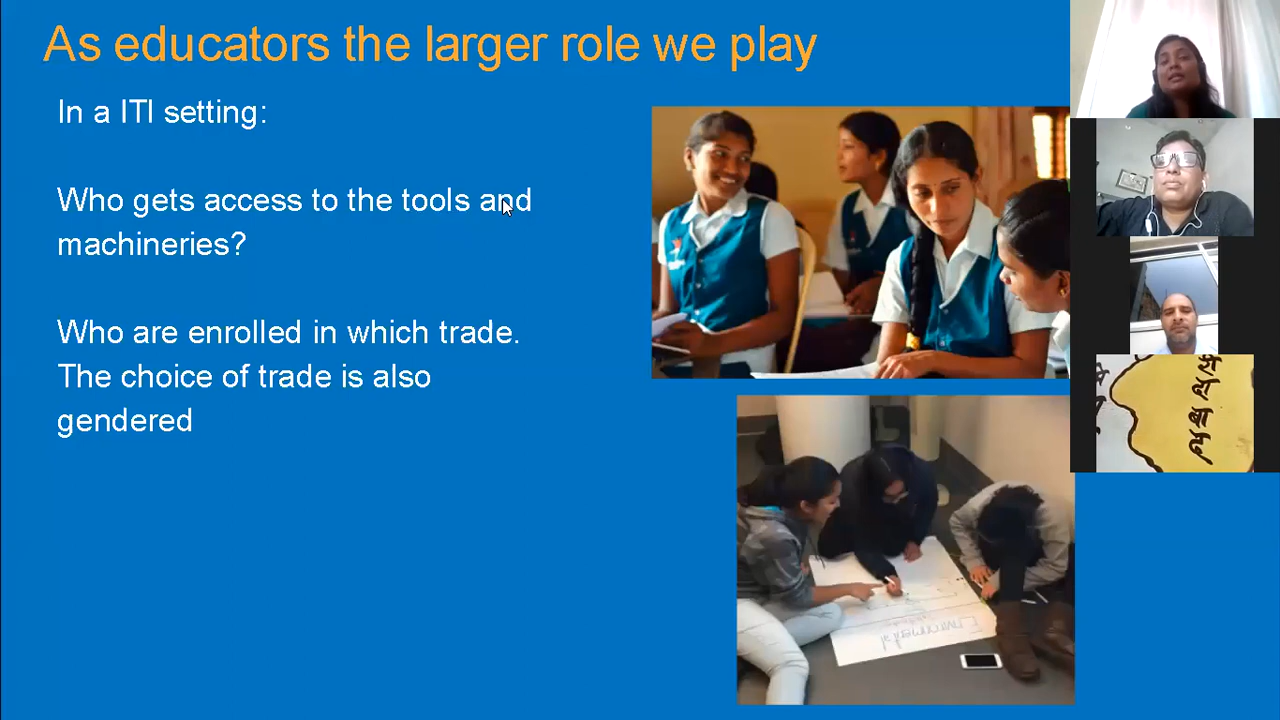 As educators the larger role we play
In a ITI setting:
Who gets access to the tools and
machineries?
Who are enrolled in which trade.
The choice of trade is also
gendered
Environmental